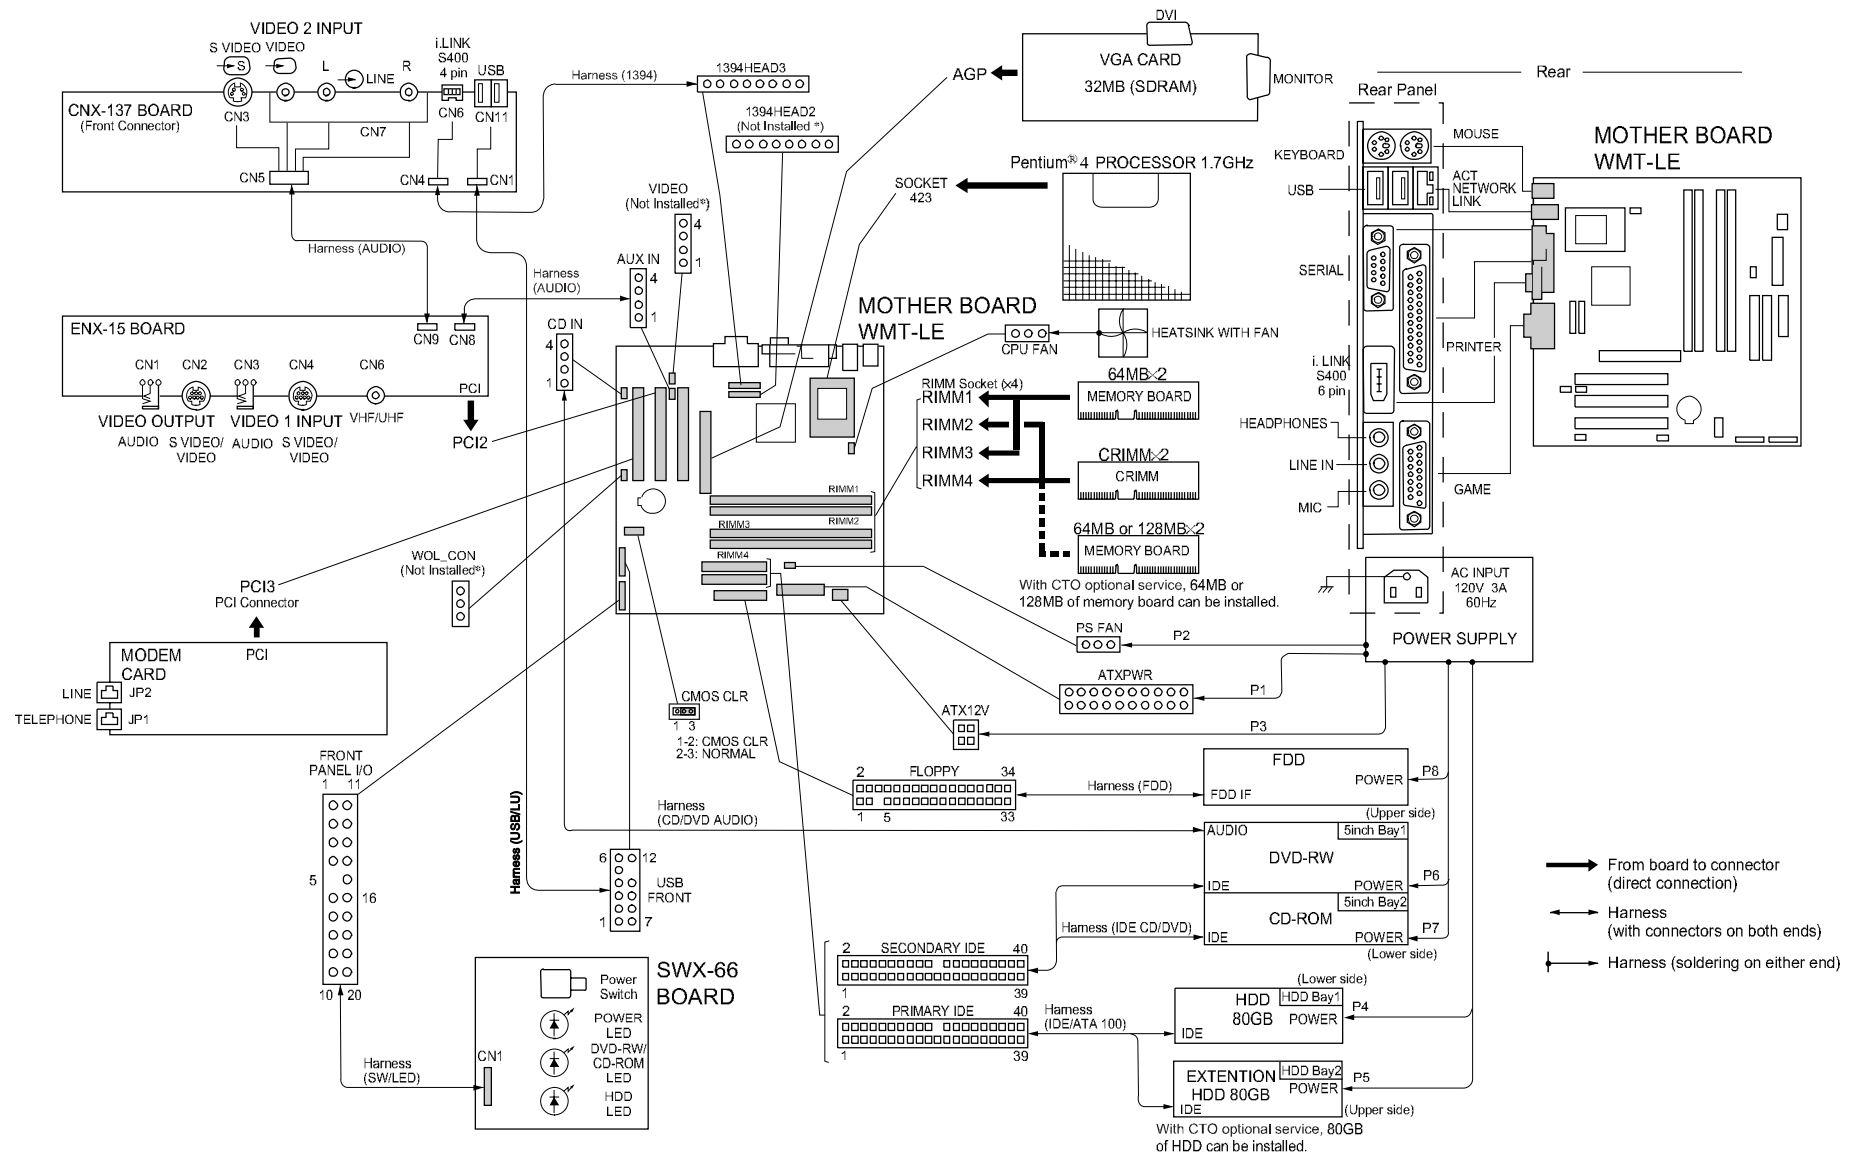 VIDEO 2 INPUT
S VIDEO
VIDEO
S
L
LINE
R
i.LINK
S400
4 pin
USB
CNX-137 BOARD
(Front Connector)
CN3
CN7
CN6
CN11
CN5
CN4
CN1
Harness (1394)
1394HEAD3
1394HEAD2
(Not Installed *)
Harness (AUDIO)
VIDEO
(Not Installed*)
4
1
AUX IN
4
1
Harness
(AUDIO)
CD IN
4
1
ENX-15 BOARD
CN9
CN8
CN1
CN2
CN3
CN4
CN6
PCI
VIDEO OUTPUT
VIDEO 1 INPUT
VHF/UHF
AUDIO
S VIDEO/
VIDEO
AUDIO
S VIDEO/
VIDEO
PCI2
AGP
DVI
VGA CARD
32MB (SDRAM)
MONITOR
Pentium® 4 PROCESSOR 1.7GHz
SOCKET
423
MOTHER BOARD
WMT-LE
CPU FAN
HEATSINK WITH FAN
RIMM Socket (x4)
RIMM1
RIMM2
RIMM3
RIMM4
64MB×2
MEMORY BOARD
CRIMM×2
CRIMM
64MB or 128MB×2
MEMORY BOARD
With CTO optional service, 64MB or
128MB of memory board can be installed.
RIMM1
RIMM2
RIMM3
RIMM4
Rear
Rear Panel
MOTHER BOARD
WMT-LE
KEYBOARD
MOUSE
USB
ACT
NETWORK
LINK
SERIAL
PRINTER
i. LINK
S400
6 pin
HEADPHONES
LINE IN
MIC
GAME
AC INPUT
120V 3A
60Hz
POWER SUPPLY
WOL_CON
(Not Installed*)
PCI3
PCI Connector
PCI
MODEM
CARD
LINE
JP2
TELEPHONE
JP1
CMOS CLR
1 3
1-2: CMOS CLR
2-3: NORMAL
PS FAN
P2
ATXPWR
P1
ATX12V
P3
FRONT
PANEL I/O
1 11
5
16
10 20
2 FLOPPY 34
1 5 33
Harness (FDD)
FDD
POWER
FDD IF
P8
(Upper side)
Harness
(CD/DVD AUDIO)
AUDIO
5inch Bay1
DVD-RW
IDE
POWER
P6
5inch Bay2
CD-ROM
IDE
POWER
P7
(Lower side)
Harness (USB/LU)
6 12
USB
FRONT
1 7
Harness (IDE CD/DVD)
2 SECONDARY IDE 40
1 39
2 PRIMARY IDE 40
1 39
Harness
(IDE/ATA 100)
(Lower side)
HDD
80GB
HDD Bay1
POWER
IDE
P4
EXTENTION
HDD 80GB
HDD Bay2
POWER
IDE
P5
(Upper side)
With CTO optional service, 80GB
of HDD can be installed.
SWX-66
BOARD
Power
Switch
POWER
LED
DVD-RW/
CD-ROM
LED
HDD
LED
CN1
Harness
(SW/LED)
From board to connector
(direct connection)
Harness
(with connectors on both ends)
Harness (soldering on either end)